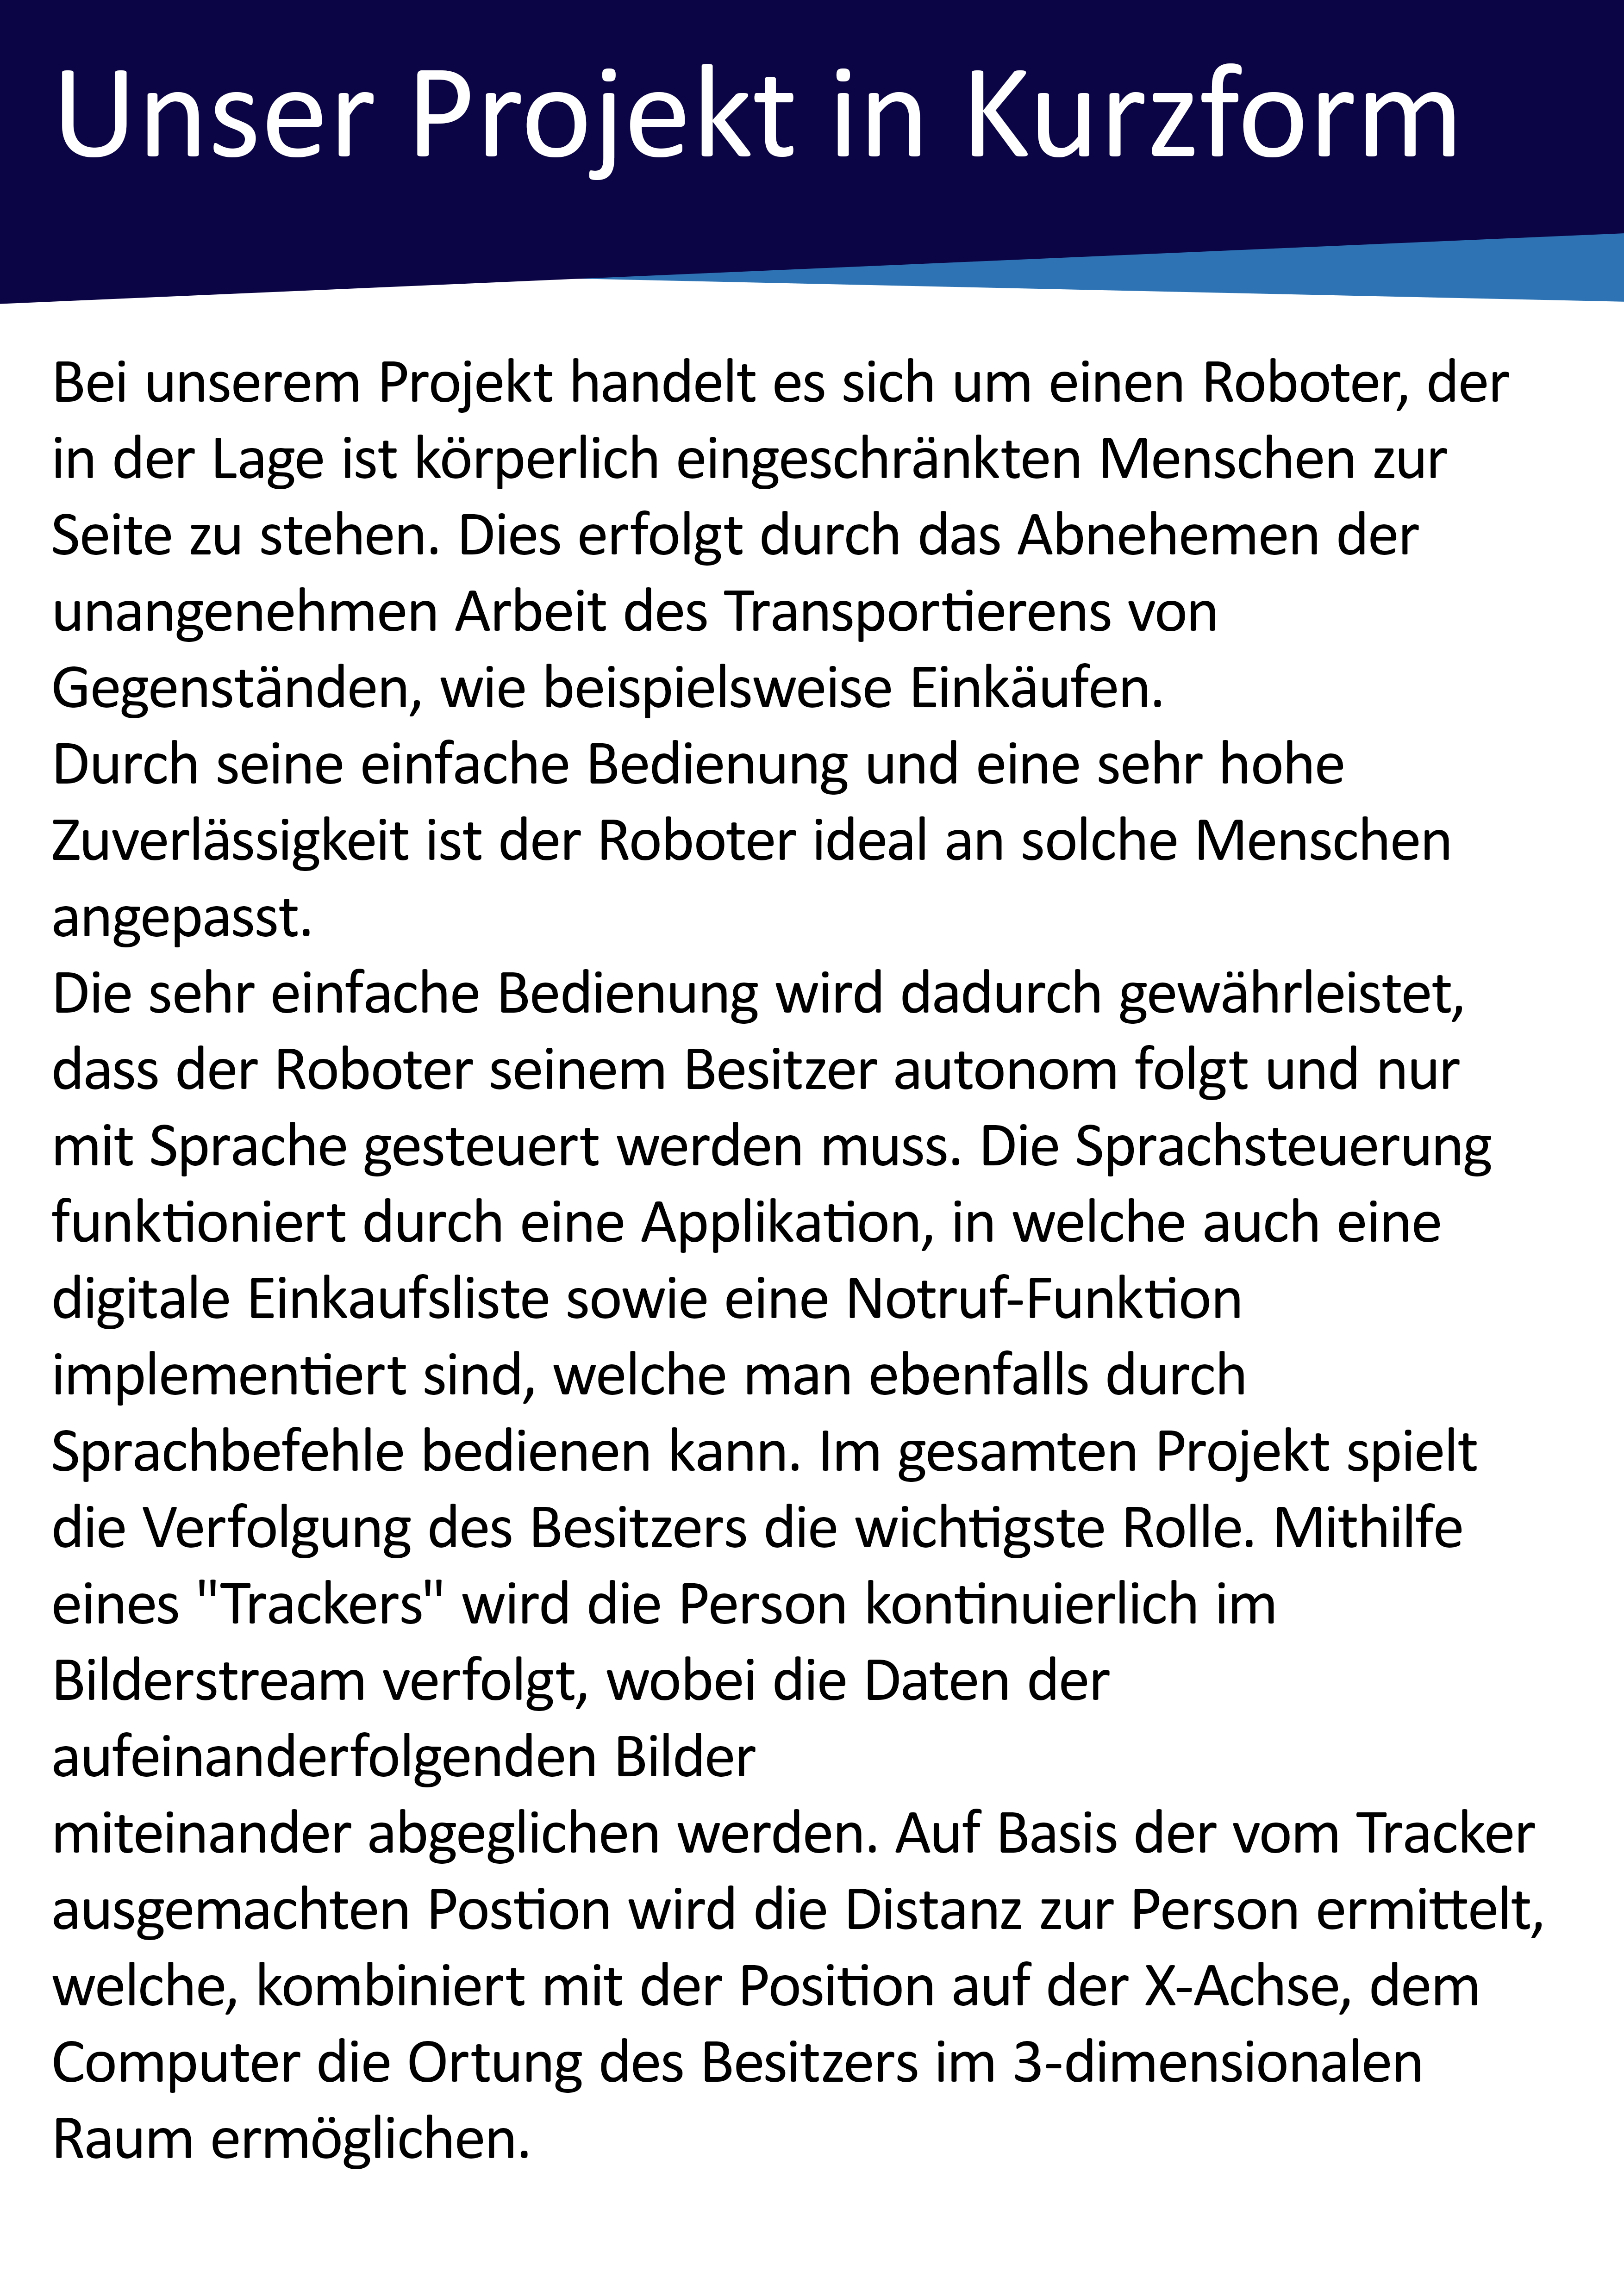 Unser Projekt in Kurzform
Bei unserem Projekt handelt es sich um einen Roboter, der
in der Lage ist körperlich eingeschränkten Menschen zur
Seite zu stehen. Dies erfolgt durch das Abnehemen der
unangenehmen Arbeit des Transportierens von
Gegenständen, wie beispielsweise Einkäufen.
Durch seine einfache Bedienung und eine sehr hohe
Zuverlässigkeit ist der Roboter ideal an solche Menschen
angepasst.
Die sehr einfache Bedienung wird dadurch gewährleistet,
dass der Roboter seinem Besitzer autonom folgt und nur
mit Sprache gesteuert werden muss. Die Sprachsteuerung
funktioniert durch eine Applikation, in welche auch eine
digitale Einkaufsliste sowie eine Notruf-Funktion
implementiert sind, welche man ebenfalls durch
Sprachbefehle bedienen kann. Im gesamten Projekt spielt
die Verfolgung des Besitzers die wichtigste Rolle. Mithilfe
eines "Trackers" wird die Person kontinuierlich im
Bilderstream verfolgt, wobei die Daten der
aufeinanderfolgenden Bilder
miteinander abgeglichen werden. Auf Basis der vom Tracker
ausgemachten Postion wird die Distanz zur Person ermittelt,
welche, kombiniert mit der Position auf der X-Achse, dem
Computer die Ortung des Besitzers im 3-dimensionalen
Raum ermöglichen.